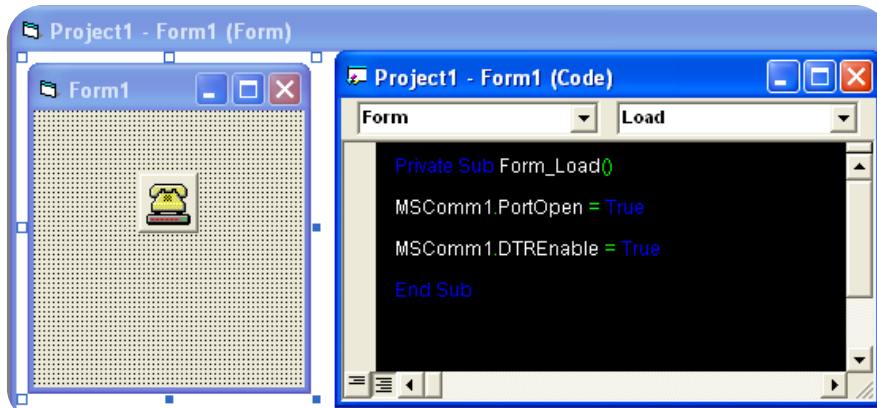 Project1 - Form1 (Form)
Form1
Project1 - Form1 (Code)
Form Load
Private Sub Form_Load()
MSComm1.PortOpen = True
MSComm1.DTREnable = True
End Sub